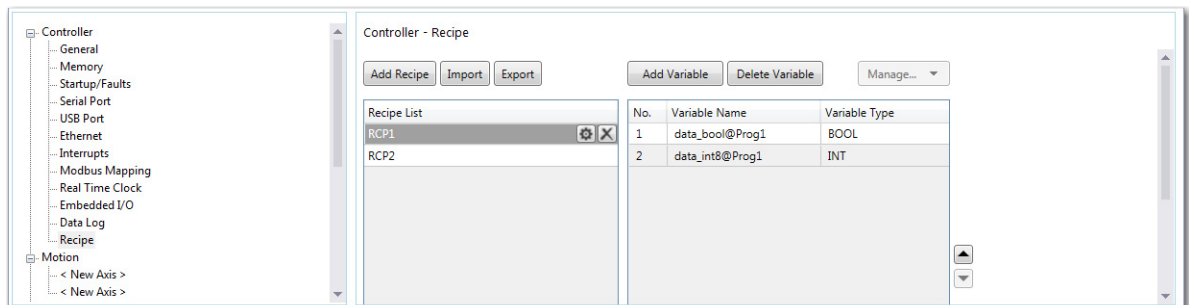 Controller
General
Memory
Startup/Faults
Serial Port
USB Port
Ethernet
Interrupts
Modbus Mapping
Real Time Clock
Embedded I/O
Data Log
Recipe
Motion
< New Axis >
< New Axis >
Controller - Recipe
Add Recipe Import Export Add Variable Delete Variable Manage...
Recipe List
RCP1
RCP2
No. Variable Name Variable Type
1 data_bool@Prog1 BOOL
2 data_int8@Prog1 INT